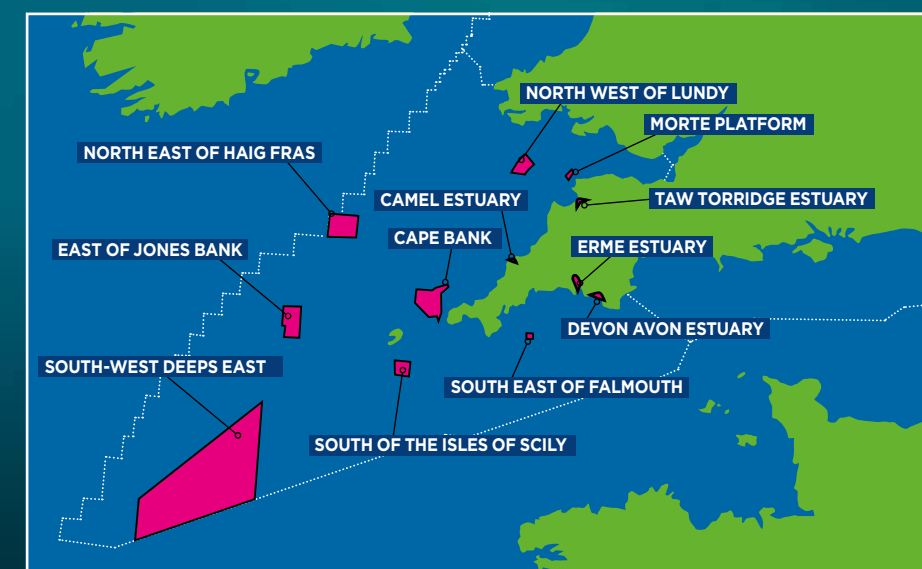 NORTH WEST OF LUNDY
MORTE PLATFORM
NORTH EAST OF HAIG FRAS
CAMEL ESTUARY
TAW TORRIDGE ESTUARY
CAPE BANK
ERME ESTUARY
EAST OF JONES BANK
DEVON AVON ESTUARY
SOUTH-WEST DEEPS EAST
SOUTH EAST OF FALMOUTH
SOUTH OF THE ISLES OF SCILY